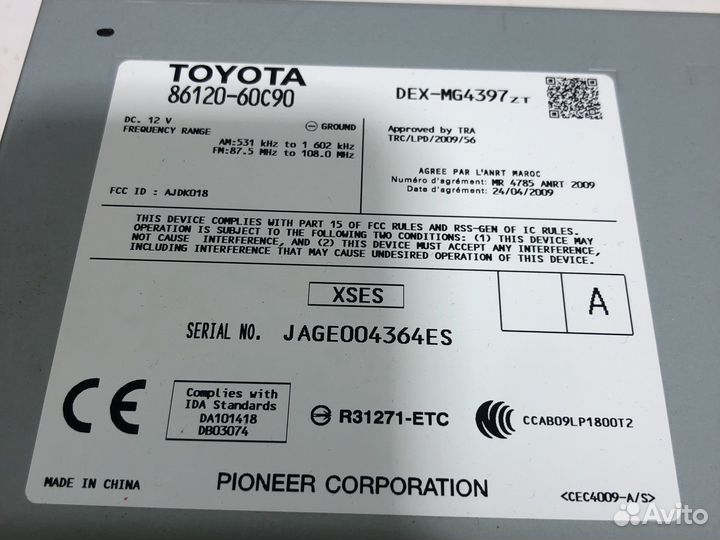 TOYOTA
86120-60C90
DEX-MG4397ZT
DC. 12 V
GROUND
FREQUENCY RANGE
AM:531 kHz to 1 602 kHz
FM:87.5 MHz to 108.0 MHz
FCC ID : AJDK018
Approved by TRA
TRC/LPD/2009/56
AGREE PAR L'ANRT MAROC
Numéro d'agrément: MR 4785 ANRT 2009
Date d'agrément: 24/04/2009
THIS DEVICE COMPLIES WITH PART 15 OF FCC RULES AND RSS-GEN OF IC RULES.
OPERATION IS SUBJECT TO THE FOLLOWING TWO CONDITIONS: (1) THIS DEVICE MAY
NOT CAUSE INTERFERENCE, AND (2) THIS DEVICE MUST ACCEPT ANY INTERFERENCE,
INCLUDING INTERFERENCE THAT MAY CAUSE UNDESIRED OPERATION OF THIS DEVICE.
XSES
A
SERIAL NO. JAGE004364ES
CE
Complies with
IDA Standards
DA101418
DB03074
R31271-ETC
CCAB09LP1800T2
MADE IN CHINA
PIONEER CORPORATION
<CEC4009-A/S>
Avito